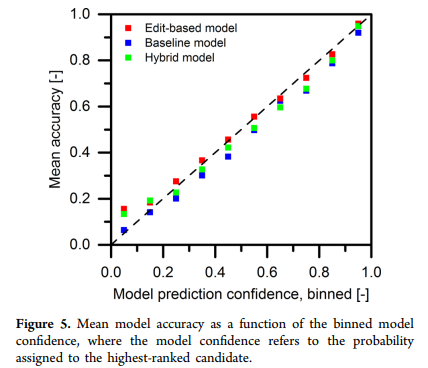 1.0
0.8
0.6
0.4
0.2
0.0
Mean accuracy [-]
Edit-based model
Baseline model
Hybrid model
0.0 0.2 0.4 0.6 0.8 1.0
Model prediction confidence, binned [-]
Figure 5. Mean model accuracy as a function of the binned model
confidence, where the model confidence refers to the probability
assigned to the highest-ranked candidate.